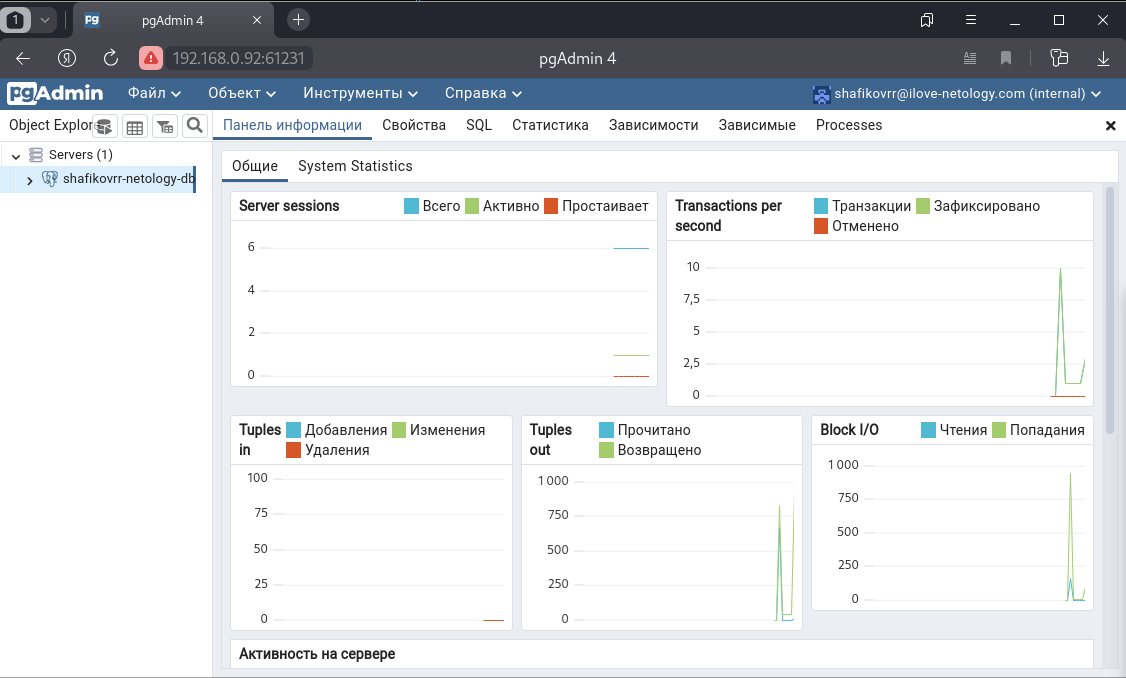 1 pg pgAdmin 4
Я 192.168.0.92:61231 pgAdmin 4
pgAdmin Файл Объект Инструменты Справка shafikovrr@ilove-netology.com (internal)
Object Explor Панель информации Свойства SQL Статистика Зависимости Зависимые Processes
Servers (1)
shafikovrr-netology-db
Общие System Statistics
Server sessions Всего Активно Простаивает
6
4
2
0
Transactions per second Транзакции Зафиксировано
Отменено
10
7,5
5
2,5
0
Tuples in Добавления Изменения
Удаления
100
75
50
25
0
Tuples out Прочитано
Возвращено
1 000
750
500
250
0
Block I/O Чтения Попадания
1 000
750
500
250
0
Активность на сервере